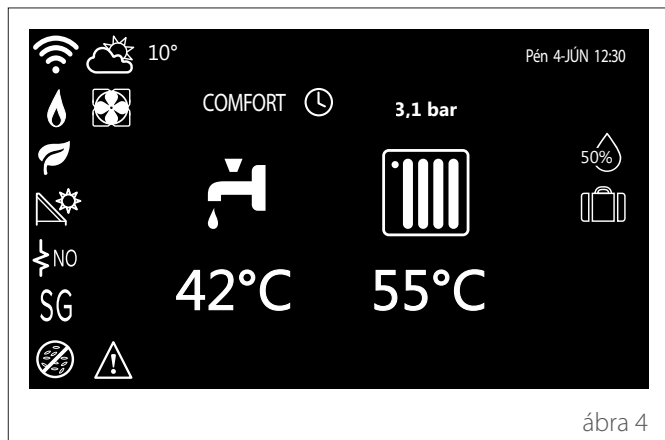 10°
Pén 4-JÚN 12:30
COMFORT
3,1 bar
50%
NO
42°C
55°C
SG
ábra 4